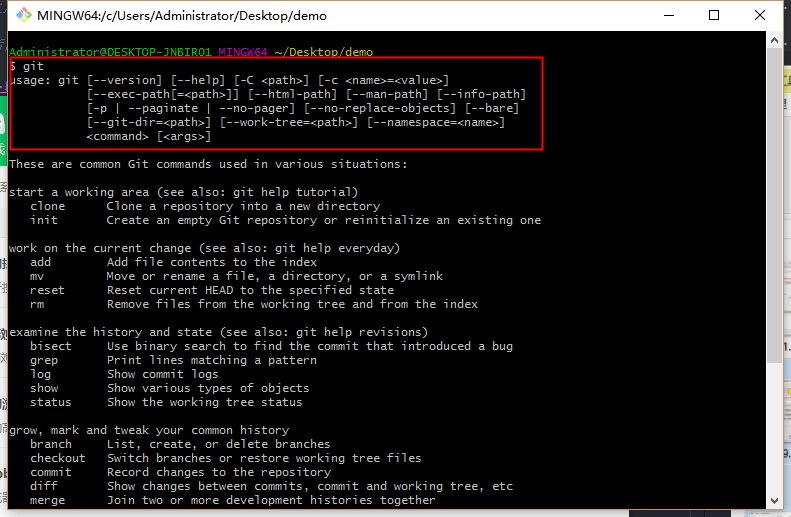 MINGW64:/c/Users/Administrator/Desktop/demo
Administrator@DESKTOP-JNBIRO1 MINGW64 ~/Desktop/demo
$ git
usage: git [--version] [--help] [-C <path>] [-c <name>=<value>]
[--exec-path[=<path>]] [--html-path] [--man-path] [--info-path]
[-p | --paginate | --no-pager] [--no-replace-objects] [--bare]
[--git-dir=<path>] [--work-tree=<path>] [--namespace=<name>]
<command> [<args>]
These are common Git commands used in various situations:
start a working area (see also: git help tutorial)
clone Clone a repository into a new directory
init Create an empty Git repository or reinitialize an existing one
work on the current change (see also: git help everyday)
add Add file contents to the index
mv Move or rename a file, a directory, or a symlink
reset Reset current HEAD to the specified state
rm Remove files from the working tree and from the index
examine the history and state (see also: git help revisions)
bisect Use binary search to find the commit that introduced a bug
grep Print lines matching a pattern
log Show commit logs
show Show various types of objects
status Show the working tree status
grow, mark and tweak your common history
branch List, create, or delete branches
checkout Switch branches or restore working tree files
commit Record changes to the repository
diff Show changes between commits, commit and working tree, etc
merge Join two or more development histories together